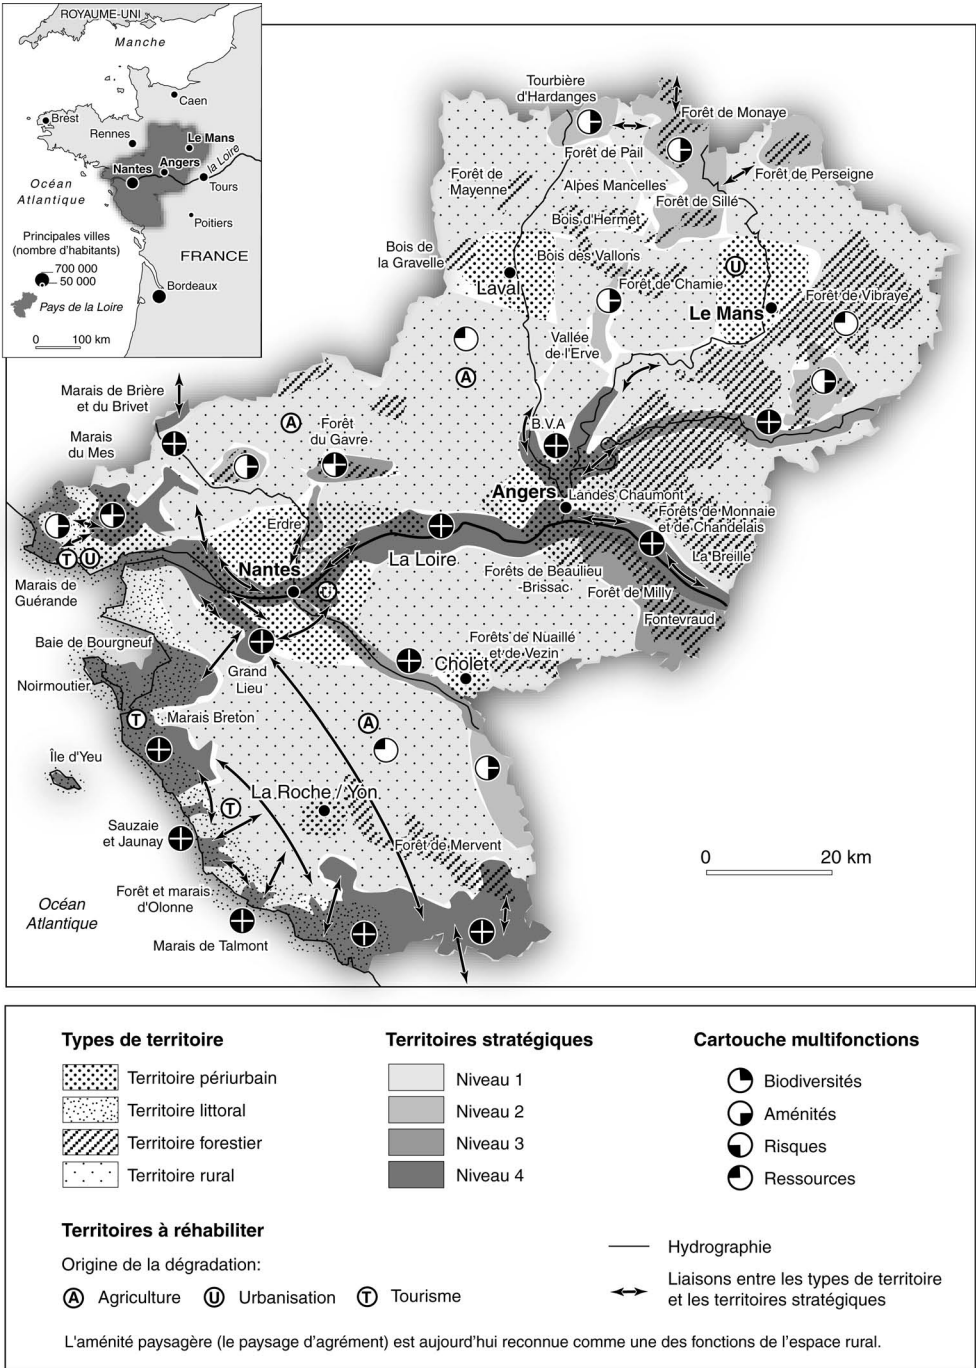 ROYAUME-UNI
Manche
Caen
Brest
Rennes
Le Mans
Angers
la Loire
Nantes
Tours
Océan
Atlantique
Poitiers
Principales villes
(nombre d'habitants)
FRANCE
700 000
50 000
Pays de la Loire
Bordeaux
0 100 km
Tourbière
d'Hardanges
Forêt de Monaye
Forêt de Pail
Forêt de
Mayenne
Alpes Mancelles
Forêt de Perseigne
Forêt de Sillé
Bois d'Hermet
Bois de
la Gravelle
Bois des Vallons
U
Laval
Forêt de Chamie
Forêt de Vibraye
Le Mans
Vallée
de l'Erve
A
Marais de Brière
et du Brivet
A
Marais
du Mes
Forêt
du Gavre
B.V.A
Angers
Landes Chaumont
Forêts de Monnaie
et de Chandelais
Erdre
La Loire
La Breille
T U
Nantes
U
Marais de
Guérande
Forêts de Beaulieu
-Brissac
Forêt de Milly
Fontevraud
Baie de Bourgneuf
Forêts de Nuaillé
et de Vezin
Cholet
Noirmoutier
Grand
Lieu
T
Marais Breton
A
Île d'Yeu
La Roche / Yon
T
Sauzaie
et Jaunay
Forêt de Mervent
0 20 km
Forêt et marais
d'Olonne
Océan
Atlantique
Marais de Talmont
Types de territoire
Territoire périurbain
Territoire littoral
Territoire forestier
Territoire rural
Territoires stratégiques
Niveau 1
Niveau 2
Niveau 3
Niveau 4
Cartouche multifonctions
Biodiversités
Aménités
Risques
Ressources
Territoires à réhabiliter
Origine de la dégradation:
A Agriculture U Urbanisation T Tourisme
Hydrographie
Liaisons entre les types de territoire
et les territoires stratégiques
L'aménité paysagère (le paysage d'agrément) est aujourd'hui reconnue comme une des fonctions de l'espace rural.